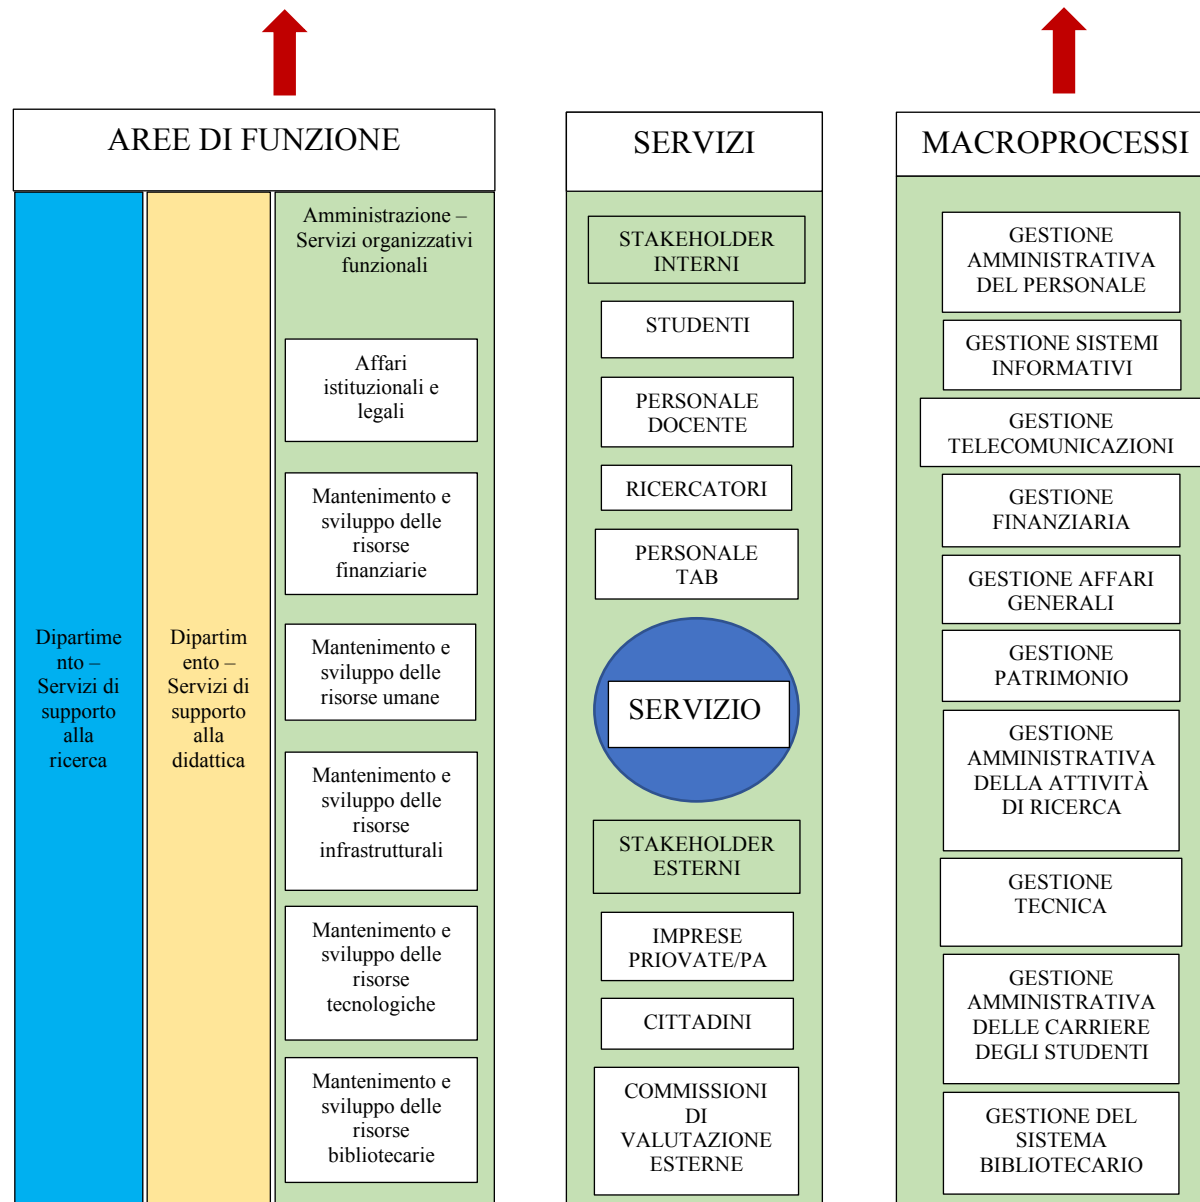 AREE DI FUNZIONE
Dipartime
nto –
Servizi di
supporto
alla
ricerca
Dipartim
ento –
Servizi di
supporto
alla
didattica
Amministrazione –
Servizi organizzativi
funzionali
Affari
istituzionali e
legali
Mantenimento e
sviluppo delle
risorse
finanziarie
Mantenimento e
sviluppo delle
risorse umane
Mantenimento e
sviluppo delle
risorse
infrastrutturali
Mantenimento e
sviluppo delle
risorse
tecnologiche
Mantenimento e
sviluppo delle
risorse
bibliotecarie
SERVIZI
STAKEHOLDER
INTERNI
STUDENTI
PERSONALE
DOCENTE
RICERCATORI
PERSONALE
TAB
SERVIZIO
STAKEHOLDER
ESTERNI
IMPRESE
PRIOVATE/PA
CITTADINI
COMMISSIONI
DI
VALUTAZIONE
ESTERNE
MACROPROCESSI
GESTIONE
AMMINISTRATIVA
DEL PERSONALE
GESTIONE SISTEMI
INFORMATIVI
GESTIONE
TELECOMUNICAZIONI
GESTIONE
FINANZIARIA
GESTIONE AFFARI
GENERALI
GESTIONE
PATRIMONIO
GESTIONE
AMMINISTRATIVA
DELLA ATTIVITÀ
DI RICERCA
GESTIONE
TECNICA
GESTIONE
AMMINISTRATIVA
DELLE CARRIERE
DEGLI STUDENTI
GESTIONE DEL
SISTEMA
BIBLIOTECARIO